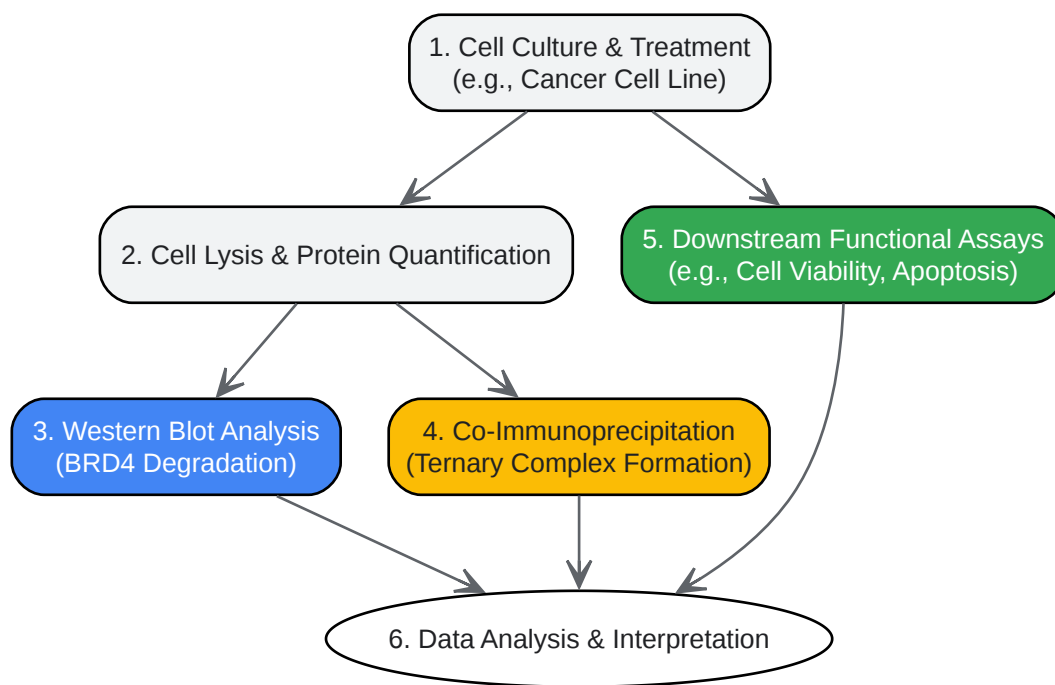 1. Cell Culture & Treatment
(e.g., Cancer Cell Line)
2. Cell Lysis & Protein Quantification
5. Downstream Functional Assays
(e.g., Cell Viability, Apoptosis)
3. Western Blot Analysis
(BRD4 Degradation)
4. Co-Immunoprecipitation
(Ternary Complex Formation)
6. Data Analysis & Interpretation